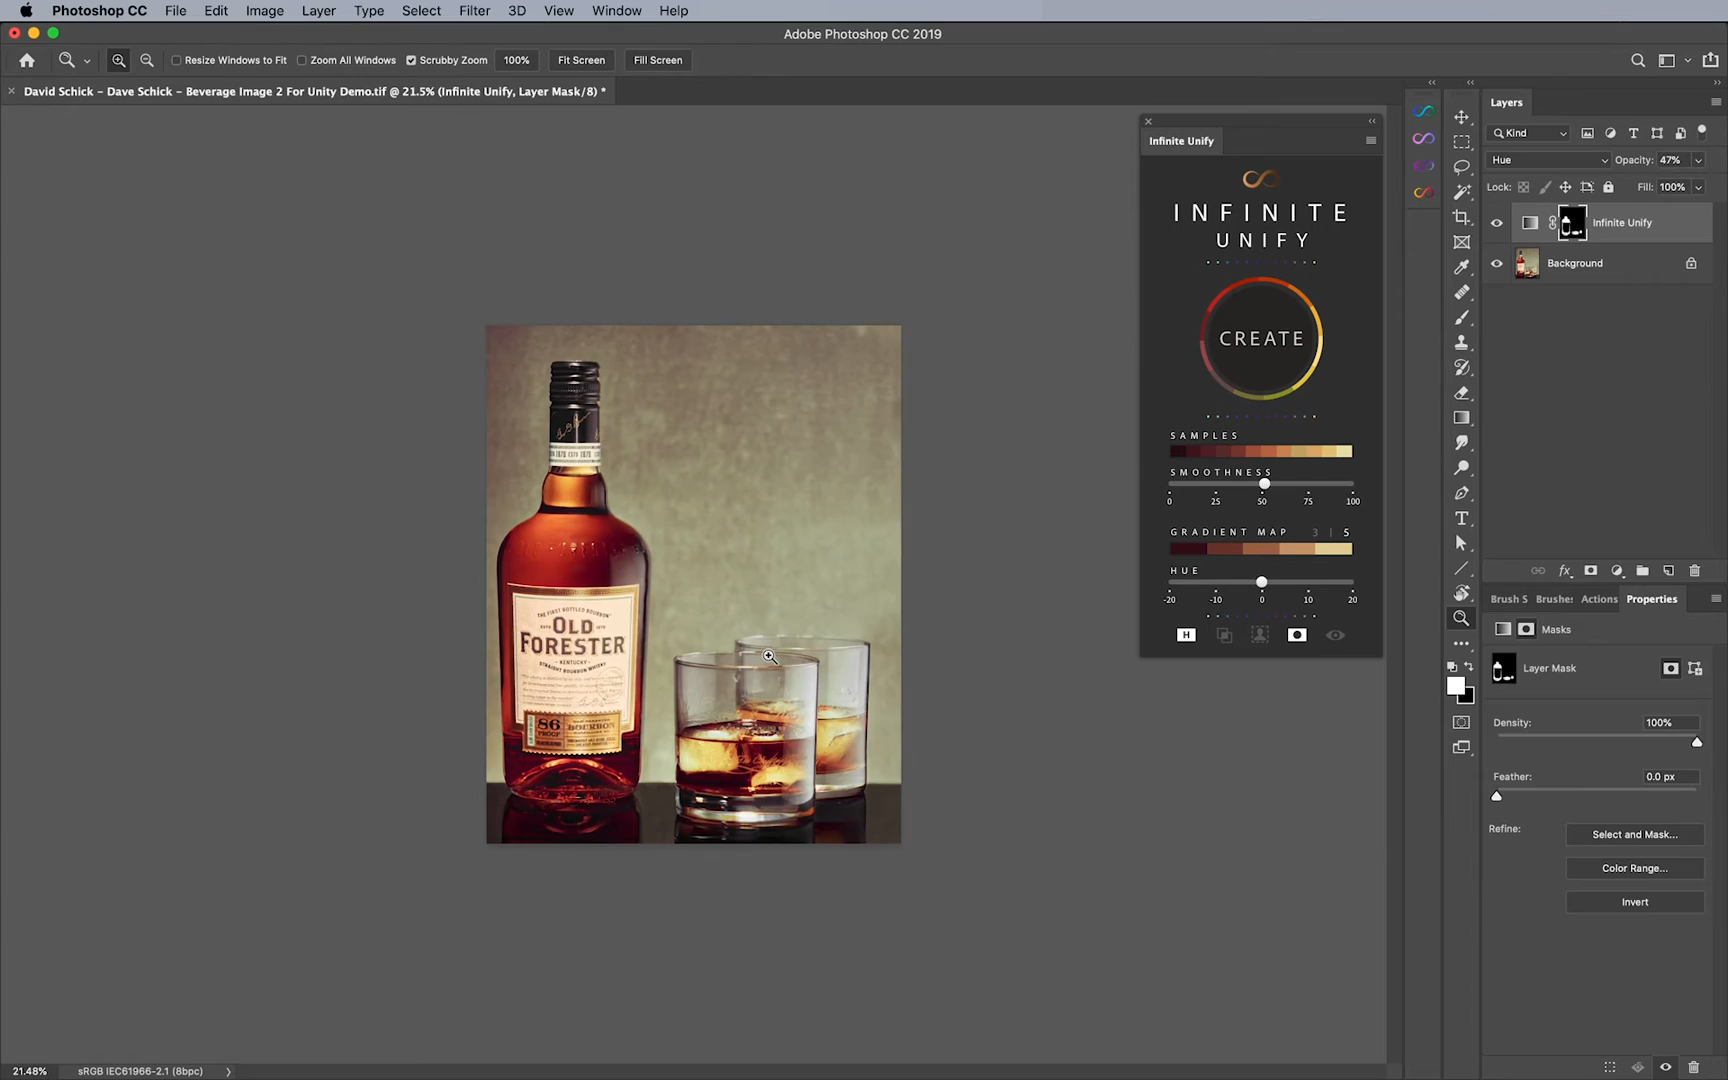 Photoshop CC File Edit Image Layer Type Select Filter 3D View Window Help
Adobe Photoshop CC 2019
Resize Windows to Fit Zoom All Windows Scrubby Zoom 100% Fit Screen Fill Screen
× David Schick - Dave Schick - Beverage Image 2 For Unity Demo.tif @ 21.5% (Infinite Unify, Layer Mask/8) *
Infinite Unify
INFINITE
UNIFY
CREATE
SAMPLES
SMOOTHNESS
0 25 50 75 100
GRADIENT MAP 3 | 5
HUE
-20 -10 0 10 20
H
THE FIRST BOTTLED BOURBON
OLD
FORESTER
KENTUCKY
STRAIGHT BOURBON WHISKY
86
PROOF
BOURBON
Layers
Kind
Hue Opacity: 47%
Lock: Fill: 100%
Infinite Unify
Background
fx
Brush S Brushes Actions Properties
Masks
Layer Mask
Density: 100%
Feather: 0.0 px
Refine: Select and Mask...
Color Range...
Invert
21.48% sRGB IEC61966-2.1 (8bpc)